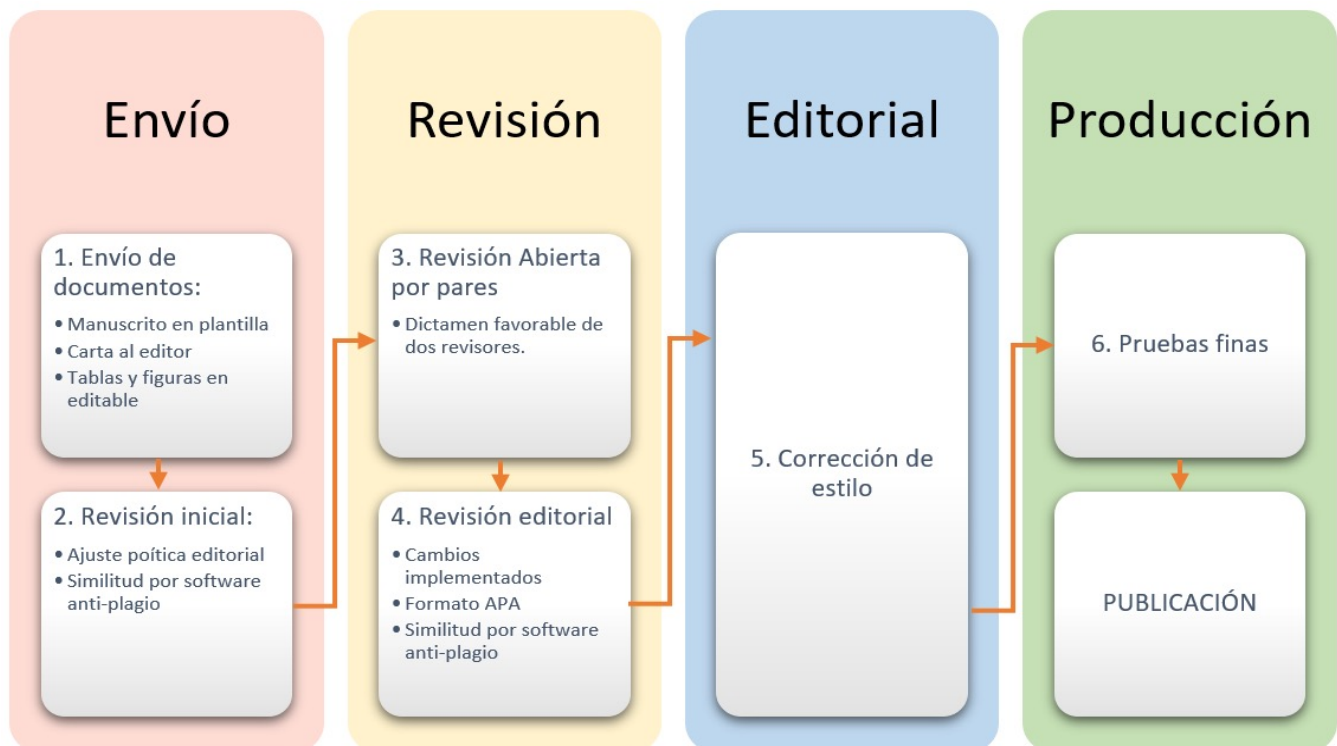 Envío
1. Envío de
documentos:
• Manuscrito en plantilla
• Carta al editor
• Tablas y figuras en
editable
2. Revisión inicial:
• Ajuste poítica editorial
• Similitud por software
anti-plagio
Revisión
3. Revisión Abierta
por pares
• Dictamen favorable de
dos revisores.
4. Revisión editorial
• Cambios
implementados
• Formato APA
• Similitud por software
anti-plagio
Editorial
5. Corrección de
estilo
Producción
6. Pruebas finas
PUBLICACIÓN